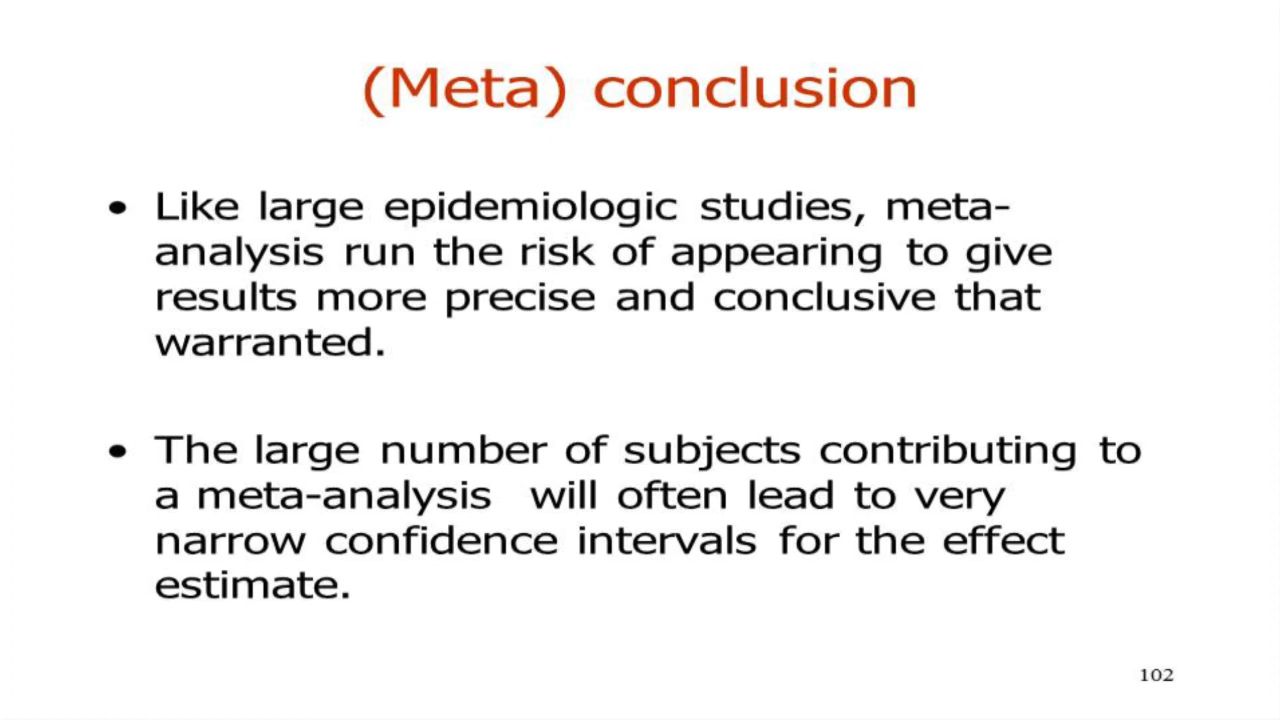 (Meta) conclusion
• Like large epidemiologic studies, meta-
analysis run the risk of appearing to give
results more precise and conclusive that
warranted.
• The large number of subjects contributing to
a meta-analysis will often lead to very
narrow confidence intervals for the effect
estimate.
102